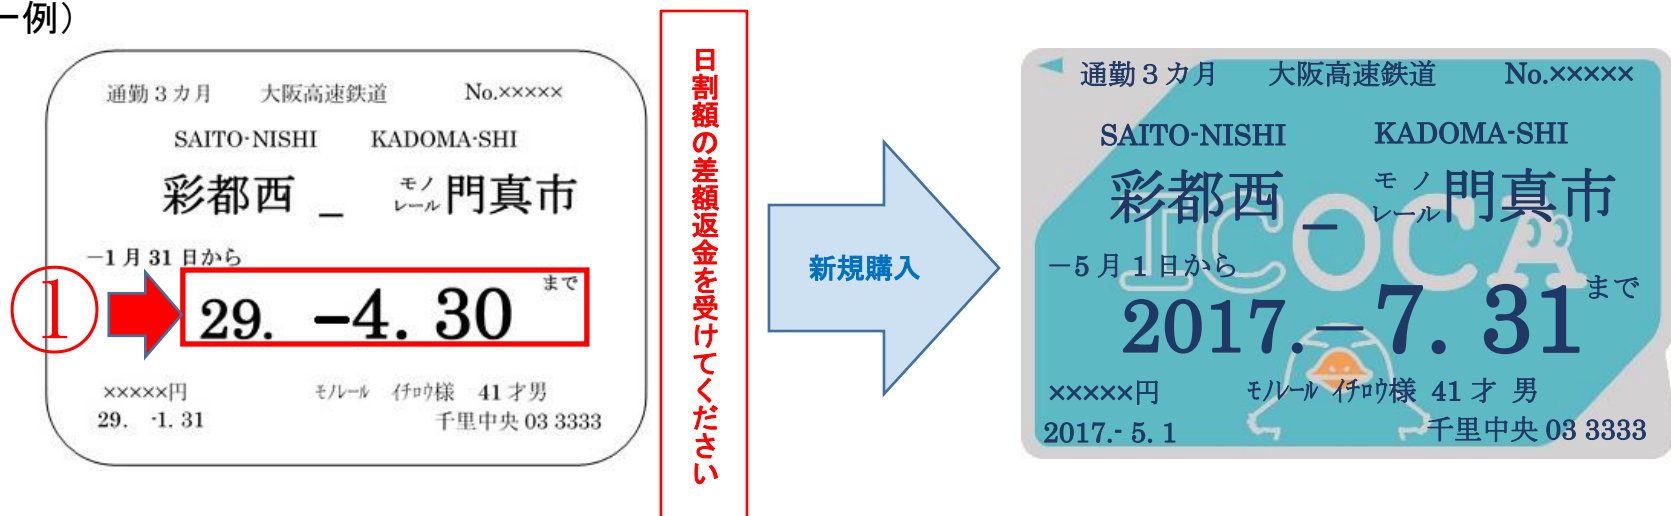 ー例）
通勤３カ月 大阪高速鉄道 No.×××××
SAITO-NISHI KADOMA-SHI
彩都西 _ モノレール門真市
－1月31日から
まで
① 29. －4. 30
×××××円 ﾓﾉﾚｰﾙ ｲﾁﾛｳ様 41才男
29. -1. 31 千里中央 03 3333
日割額の差額返金を受けてください
新規購入
通勤３カ月 大阪高速鉄道 No.×××××
SAITO-NISHI KADOMA-SHI
彩都西 _ モノレール門真市
ICOCA
－5月1日から
まで
2017.－7. 31
×××××円 ﾓﾉﾚｰﾙ ｲﾁﾛｳ様 41才 男
2017.- 5. 1 千里中央 03 3333